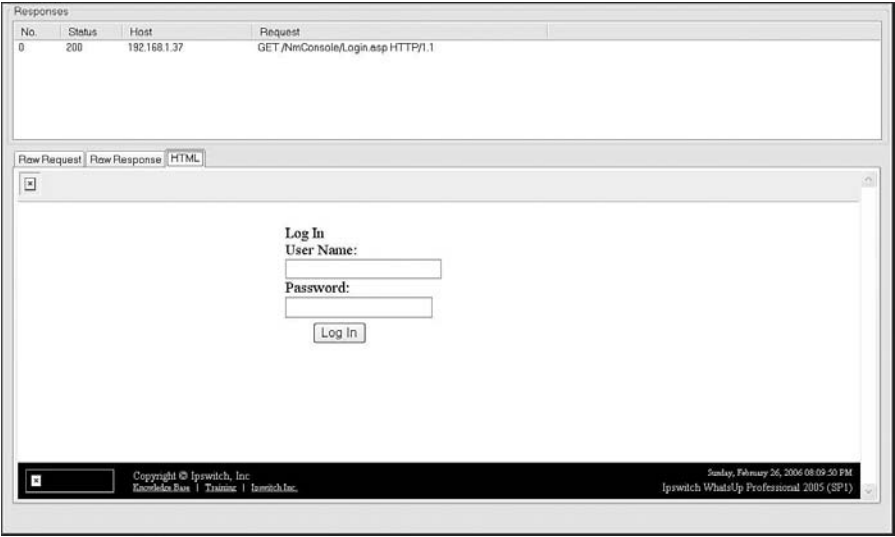 Responses
No. Status Host Request
0 200 192.168.1.37 GET /NmConsole/Login.asp HTTP/1.1
Raw Request Raw Response HTML
Log In
User Name:
Password:
Log In
Copyright © Ipswitch, Inc
Knowledge Base | Training | Ipswitch Inc.
Sunday, February 26, 2006 08:09:50 PM
Ipswitch WhatsUp Professional 2005 (SP1)